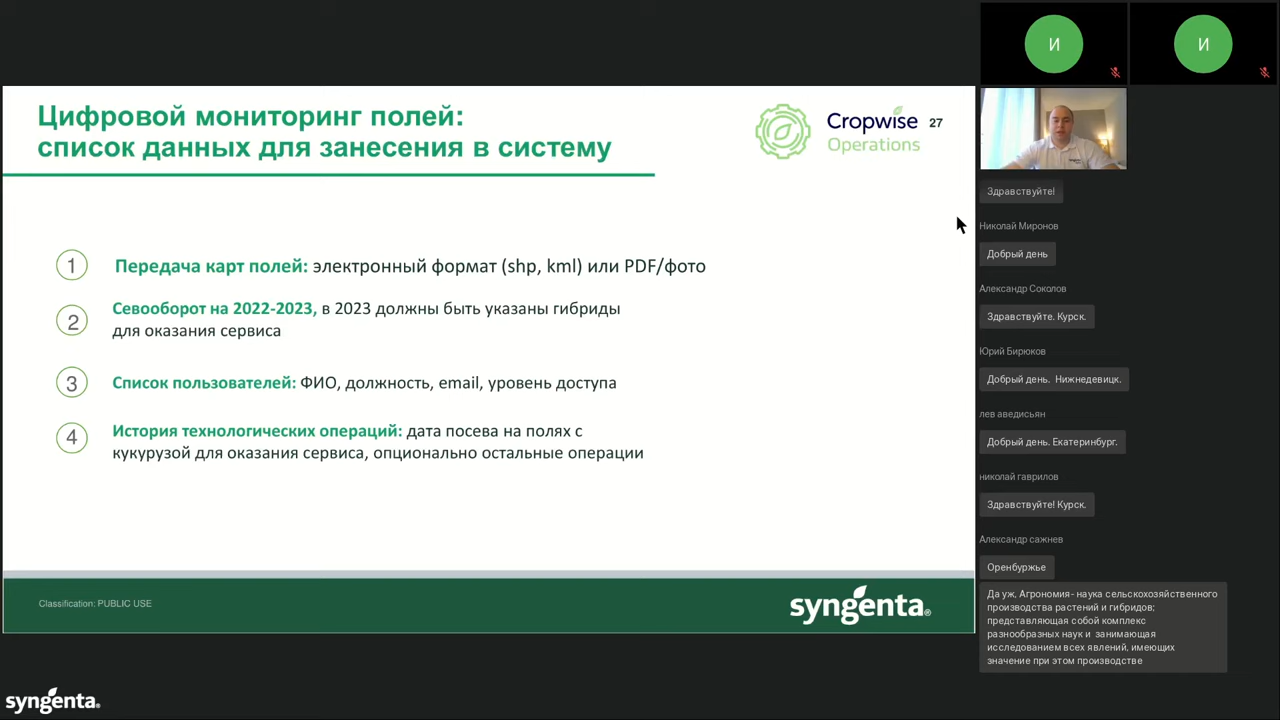 Цифровой мониторинг полей:
список данных для занесения в систему
Cropwise
Operations
27
1
Передача карт полей: электронный формат (shp, kml) или PDF/фото
2
Севооборот на 2022-2023, в 2023 должны быть указаны гибриды
для оказания сервиса
3
Список пользователей: ФИО, должность, email, уровень доступа
4
История технологических операций: дата посева на полях с
кукурузой для оказания сервиса, опционально остальные операции
Classification: PUBLIC USE
syngenta®
syngenta®
И
И
Здравствуйте!
Николай Миронов
Добрый день
Александр Соколов
Здравствуйте. Курск.
Юрий Бирюков
Добрый день. Нижнедевицк.
лев аведисьян
Добрый день. Екатеринбург.
николай гаврилов
Здравствуйте! Курск.
Александр сажнев
Оренбуржье
Да уж, Агрономия- наука сельскохозяйственного
производства растений и гибридов;
представляющая собой комплекс
разнообразных наук и занимающая
исследованием всех явлений, имеющих
значение при этом производстве